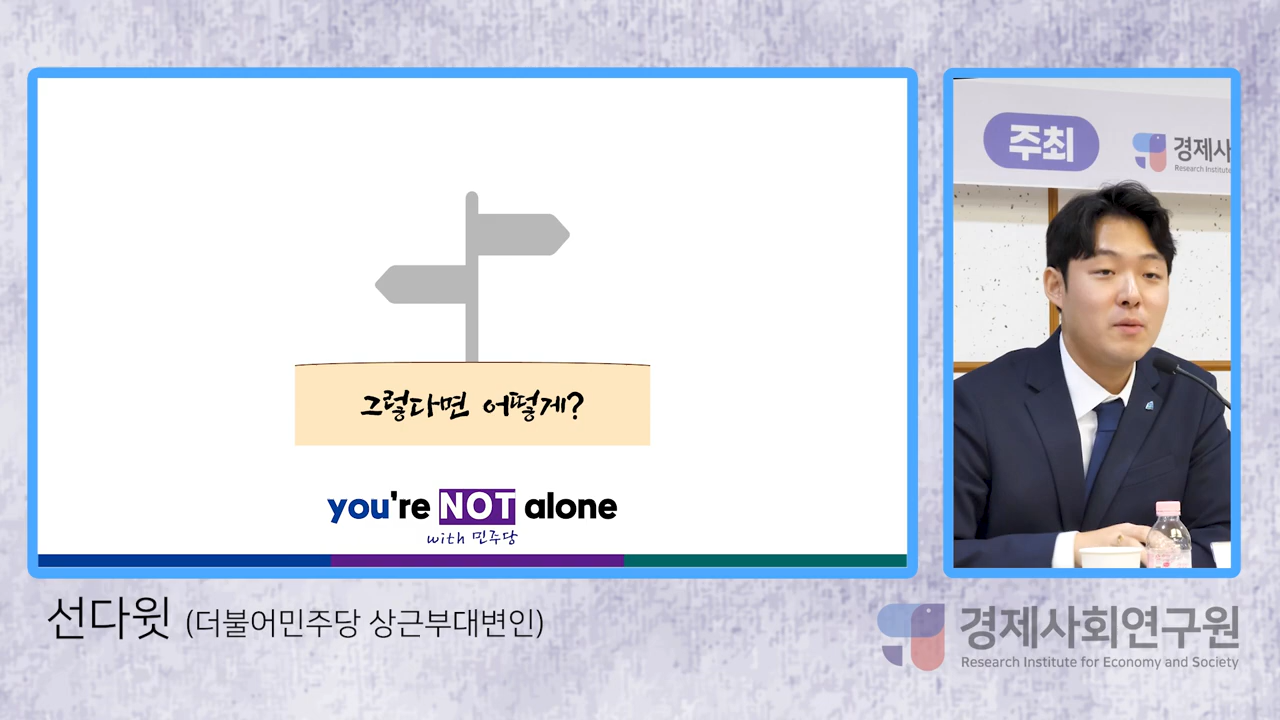 그렇다면 어떻게?
you're NOT alone
with 민주당
주최
경제사
Research Institute
선다윗 (더불어민주당 상근부대변인)
경제사회연구원
Research Institute for Economy and Society